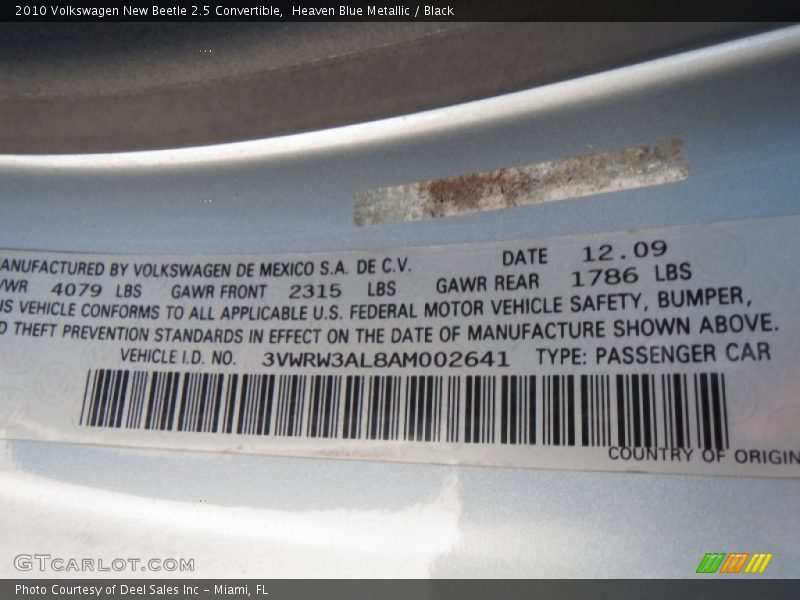 2010 Volkswagen New Beetle 2.5 Convertible,  Heaven Blue Metallic / Black
ANUFACTURED BY VOLKSWAGEN DE MEXICO S.A. DE C.V. DATE 12.09
VWR 4079 LBS GAWR FRONT 2315 LBS GAWR REAR 1786 LBS
IS VEHICLE CONFORMS TO ALL APPLICABLE U.S. FEDERAL MOTOR VEHICLE SAFETY, BUMPER,
D THEFT PREVENTION STANDARDS IN EFFECT ON THE DATE OF MANUFACTURE SHOWN ABOVE.
VEHICLE I.D. NO. 3VWRW3AL8AM002641 TYPE: PASSENGER CAR
COUNTRY OF ORIGIN
GTCARLOT.COM
Photo Courtesy of Deel Sales Inc - Miami, FL